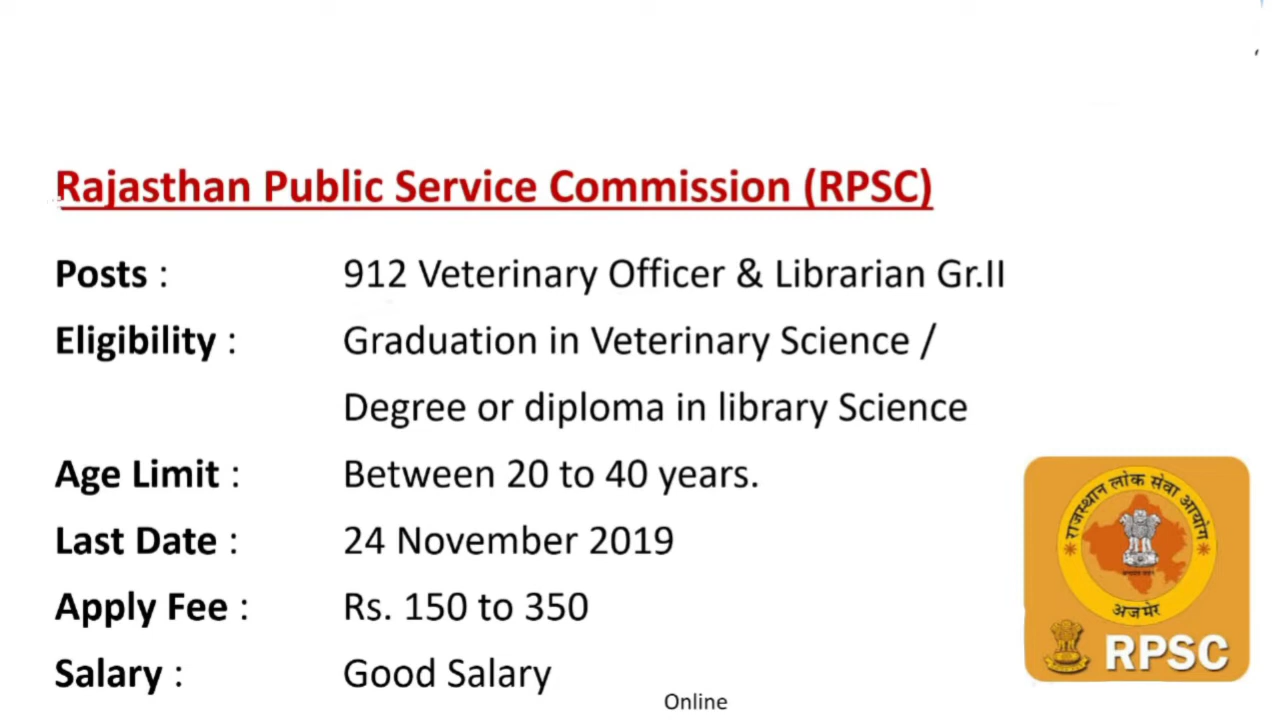 Rajasthan Public Service Commission (RPSC)
Posts : 912 Veterinary Officer & Librarian Gr.II
Eligibility : Graduation in Veterinary Science /
Degree or diploma in library Science
Age Limit : Between 20 to 40 years.
Last Date : 24 November 2019
Apply Fee : Rs. 150 to 350
Salary : Good Salary
Online
राजस्थान लोक सेवा आयोग
अजमेर
RPSC